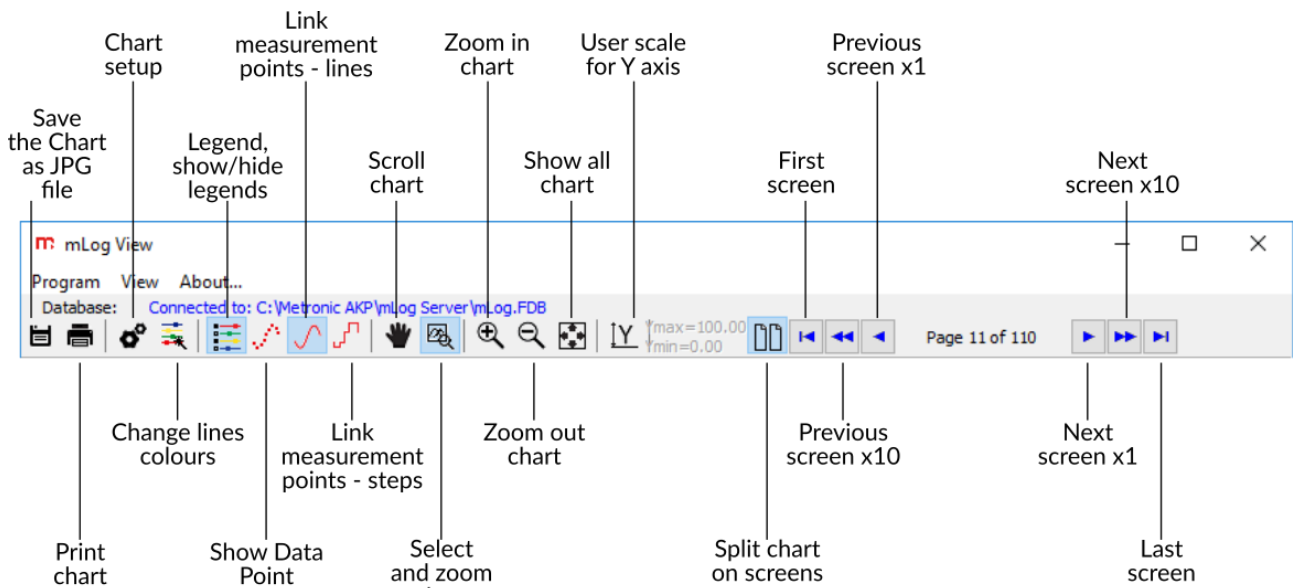 Link
measurement
points - lines
Chart
setup
Zoom in
chart
User scale
for Y axis
Previous
screen x1
Save
the Chart
as JPG
file
Legend,
show/hide
legends
Scroll
chart
Show all
chart
First
screen
Next
screen x10
m mLog View
Program View About...
Database: Connected to: C:\Metronic AKP\mLog Server\mLog.FDB
Y
Ymax=100.00
Ymin=0.00
Page 11 of 110
Change lines
colours
Link
measurement
points - steps
Zoom out
chart
Previous
screen x10
Next
screen x1
Print
chart
Show Data
Point
Select
and zoom
Split chart
on screens
Last
screen